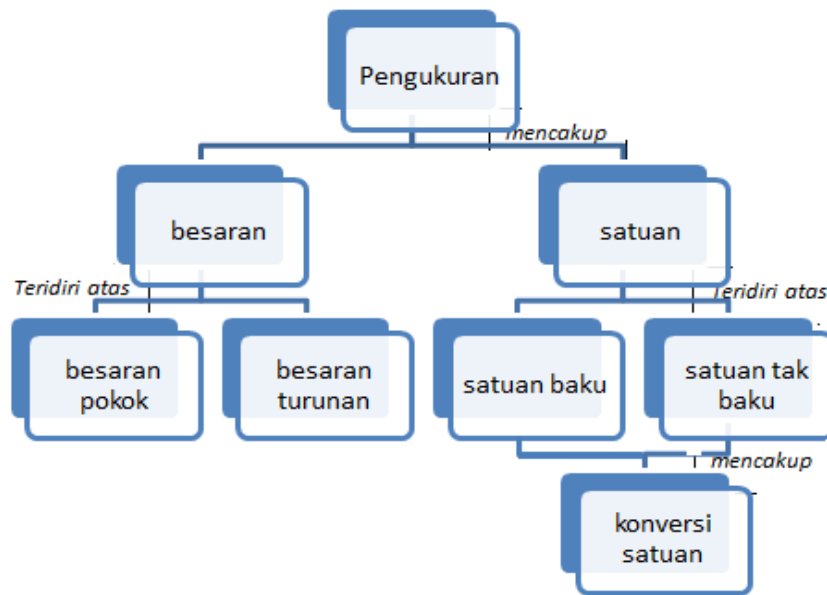 Pengukuran
mencakup
besaran
satuan
Teridiri atas
Teridiri atas
besaran
pokok
besaran
turunan
satuan baku
satuan tak
baku
mencakup
konversi
satuan